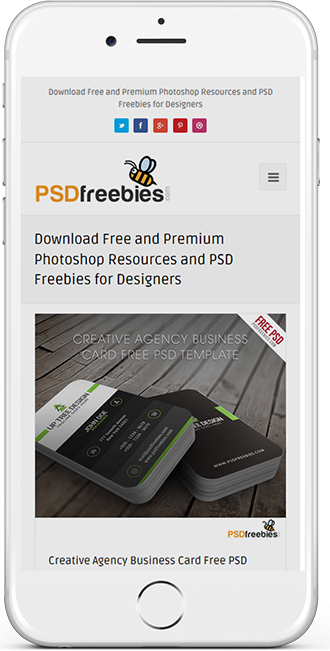 Download Free and Premium Photoshop Resources and PSD
Freebies for Designers
PSDfreebies.com
Download Free and Premium
Photoshop Resources and PSD
Freebies for Designers
CREATIVE AGENCY BUSINESS
CARD FREE PSD TEMPLATE
FREE PSD
UP-TREE DESIGN
JOHN DOE
WWW.PSDFREEBIES.COM
PSDfreebies
Creative Agency Business Card Free PSD